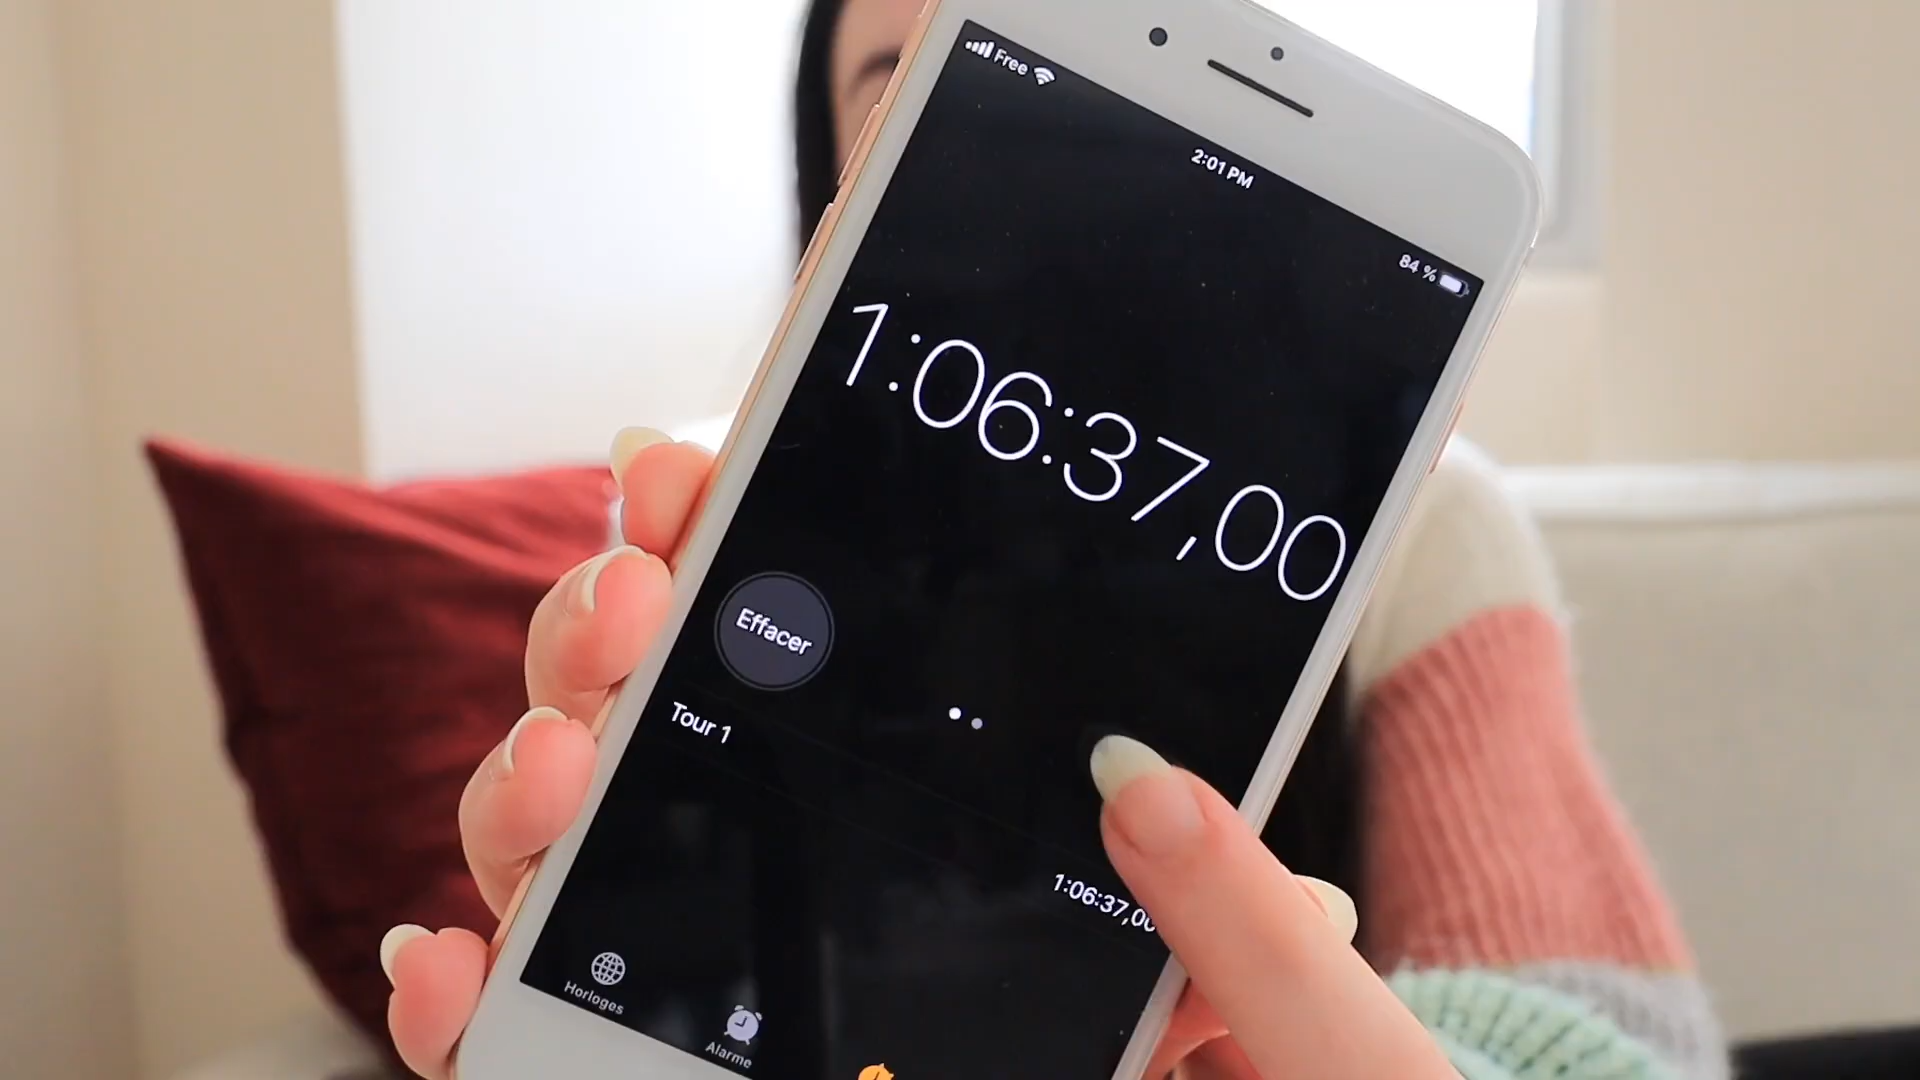 Free
2:01 PM
84 %
1:06:37,00
Effacer
Tour 1
1:06:37,00
Horloges
Alarme